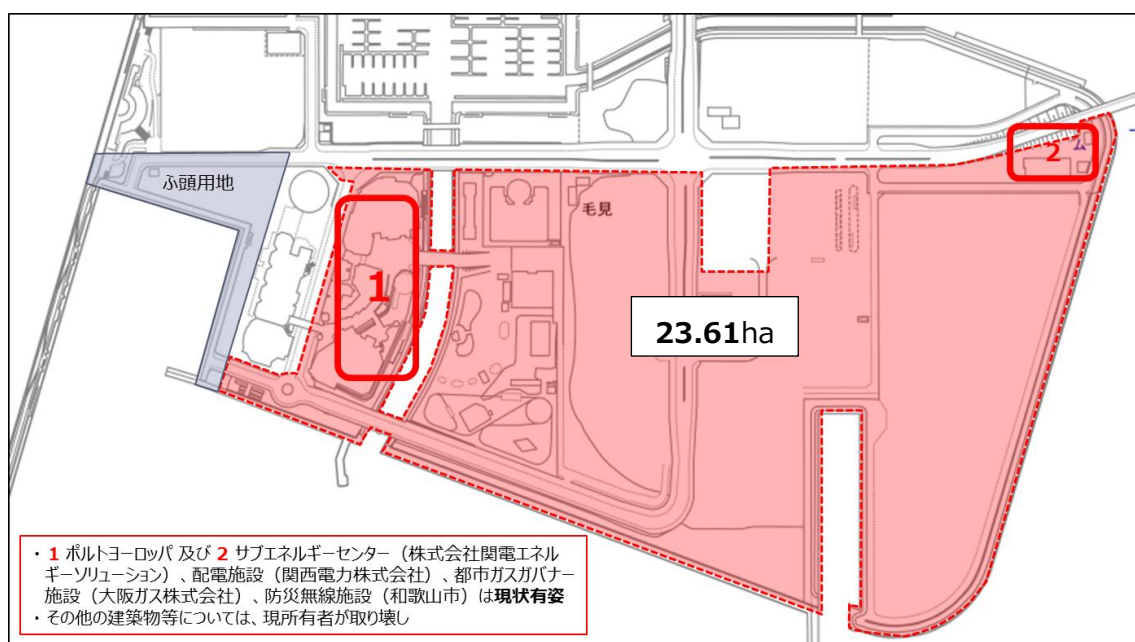 ふ頭用地
毛見
1
2
ム
23.61ha
・1 ポルトヨーロッパ 及び 2 サブエネルギーセンター（株式会社関電エネル
ギーソリューション）、配電施設（関西電力株式会社）、都市ガスガバナー
施設（大阪ガス株式会社）、防災無線施設（和歌山市）は現状有姿
・その他の建築物等については、現所有者が取り壊し